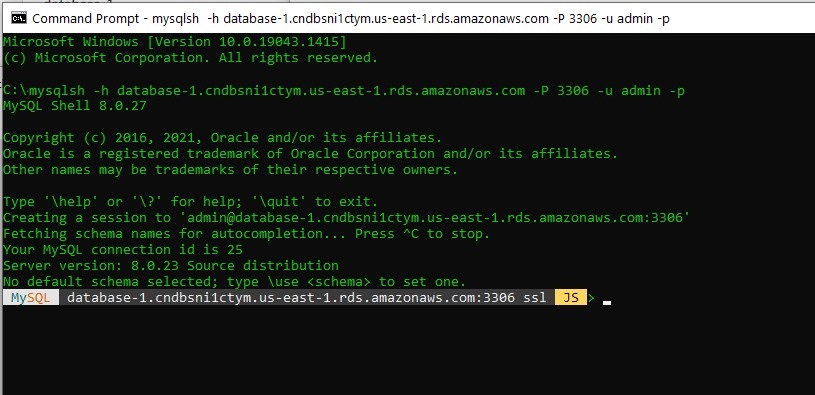 Command Prompt - mysqlsh  -h database-1.cndbsni1ctym.us-east-1.rds.amazonaws.com -P 3306 -u admin -p
Microsoft Windows [Version 10.0.19043.1415]
(c) Microsoft Corporation. All rights reserved.
C:\mysqlsh -h database-1.cndbsni1ctym.us-east-1.rds.amazonaws.com -P 3306 -u admin -p
MySQL Shell 8.0.27
Copyright (c) 2016, 2021, Oracle and/or its affiliates.
Oracle is a registered trademark of Oracle Corporation and/or its affiliates.
Other names may be trademarks of their respective owners.
Type '\help' or '\?' for help; '\quit' to exit.
Creating a session to 'admin@database-1.cndbsni1ctym.us-east-1.rds.amazonaws.com:3306'
Fetching schema names for autocompletion... Press ^C to stop.
Your MySQL connection id is 25
Server version: 8.0.23 Source distribution
No default schema selected; type \use <schema> to set one.
MySQL database-1.cndbsni1ctym.us-east-1.rds.amazonaws.com:3306 ssl JS >